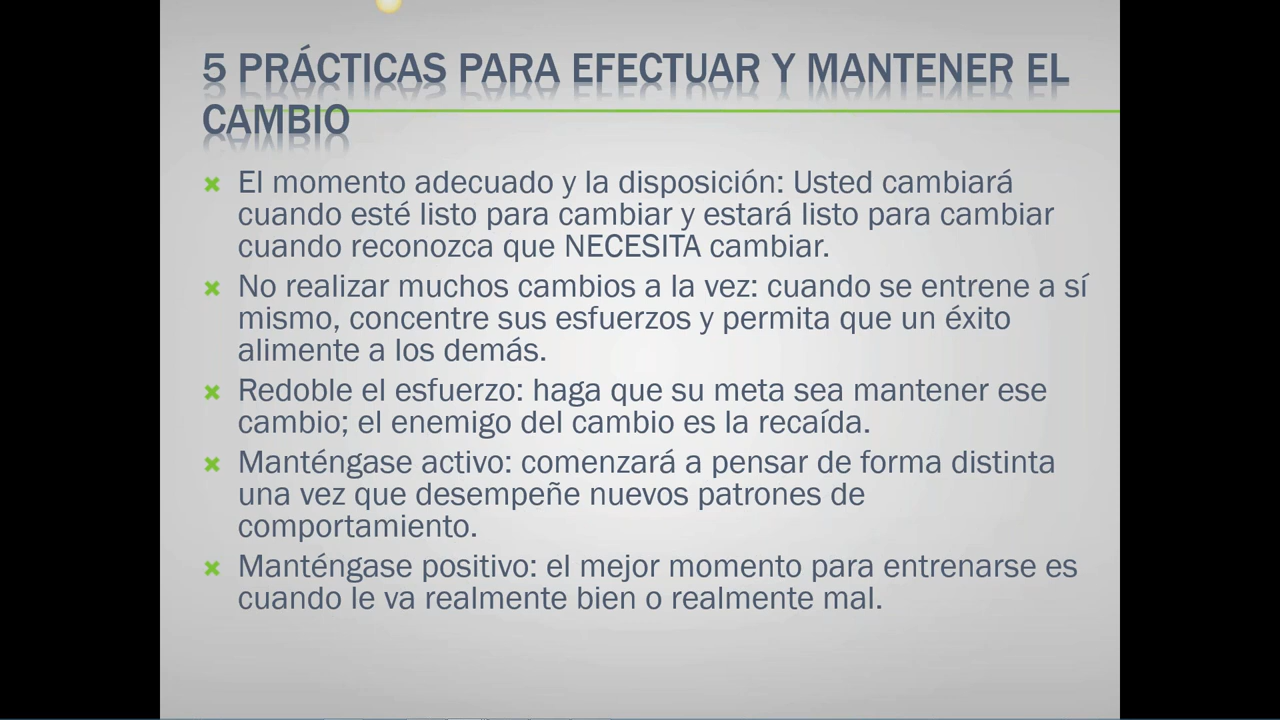 5 PRÁCTICAS PARA EFECTUAR Y MANTENER EL
CAMBIO
El momento adecuado y la disposición: Usted cambiará
cuando esté listo para cambiar y estará listo para cambiar
cuando reconozca que NECESITA cambiar.
No realizar muchos cambios a la vez: cuando se entrene a sí
mismo, concentre sus esfuerzos y permita que un éxito
alimente a los demás.
Redoble el esfuerzo: haga que su meta sea mantener ese
cambio; el enemigo del cambio es la recaída.
Manténgase activo: comenzará a pensar de forma distinta
una vez que desempeñe nuevos patrones de
comportamiento.
Manténgase positivo: el mejor momento para entrenarse es
cuando le va realmente bien o realmente mal.